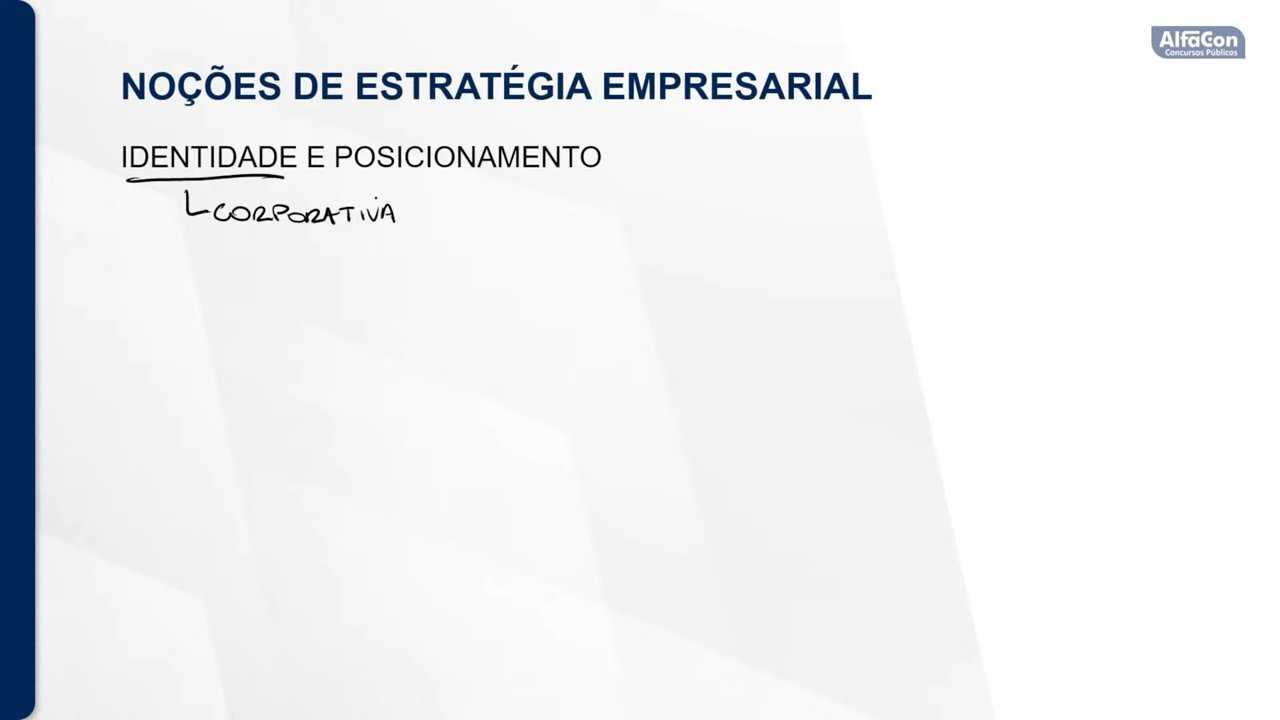 AlfaCon
Concursos Públicos
NOÇÕES DE ESTRATÉGIA EMPRESARIAL
IDENTIDADE E POSICIONAMENTO
CORPORATIVA